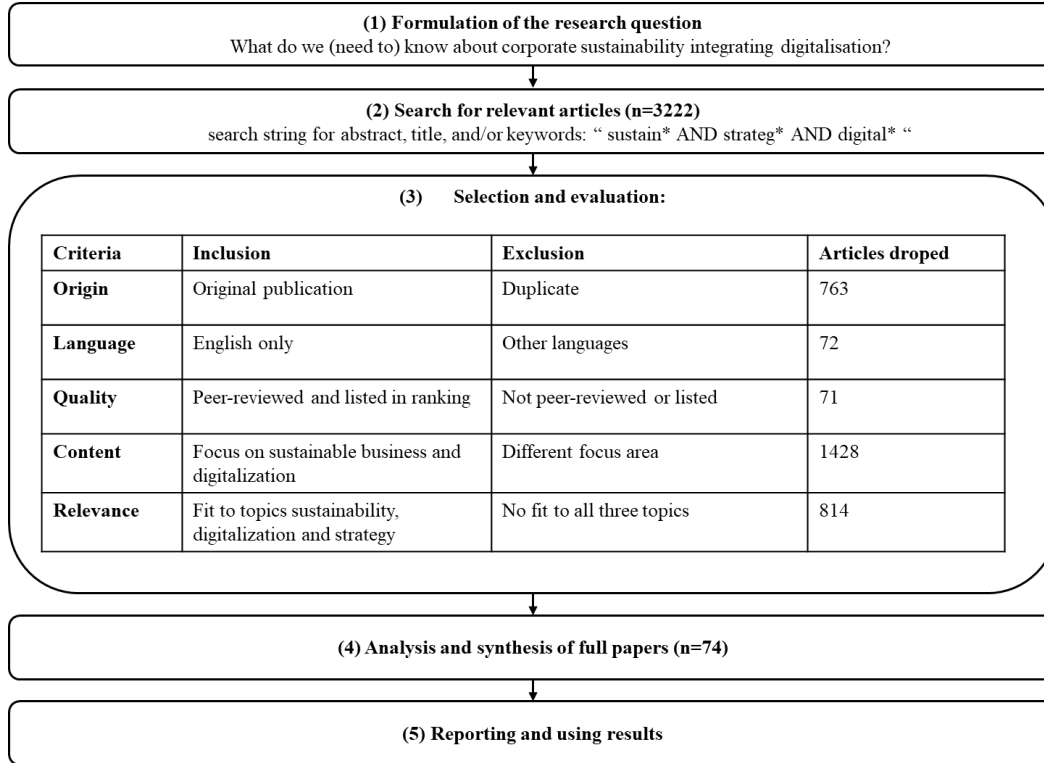 (1) Formulation of the research question
What do we (need to) know about corporate sustainability integrating digitalisation?
(2) Search for relevant articles (n=3222)
search string for abstract, title, and/or keywords: “ sustain* AND strateg* AND digital* “
(3) Selection and evaluation:
Criteria Inclusion Exclusion Articles droped
Origin Original publication Duplicate 763
Language English only Other languages 72
Quality Peer-reviewed and listed in ranking Not peer-reviewed or listed 71
Content Focus on sustainable business and Different focus area 1428
digitalization
Relevance Fit to topics sustainability, No fit to all three topics 814
digitalization and strategy
(4) Analysis and synthesis of full papers (n=74)
(5) Reporting and using results